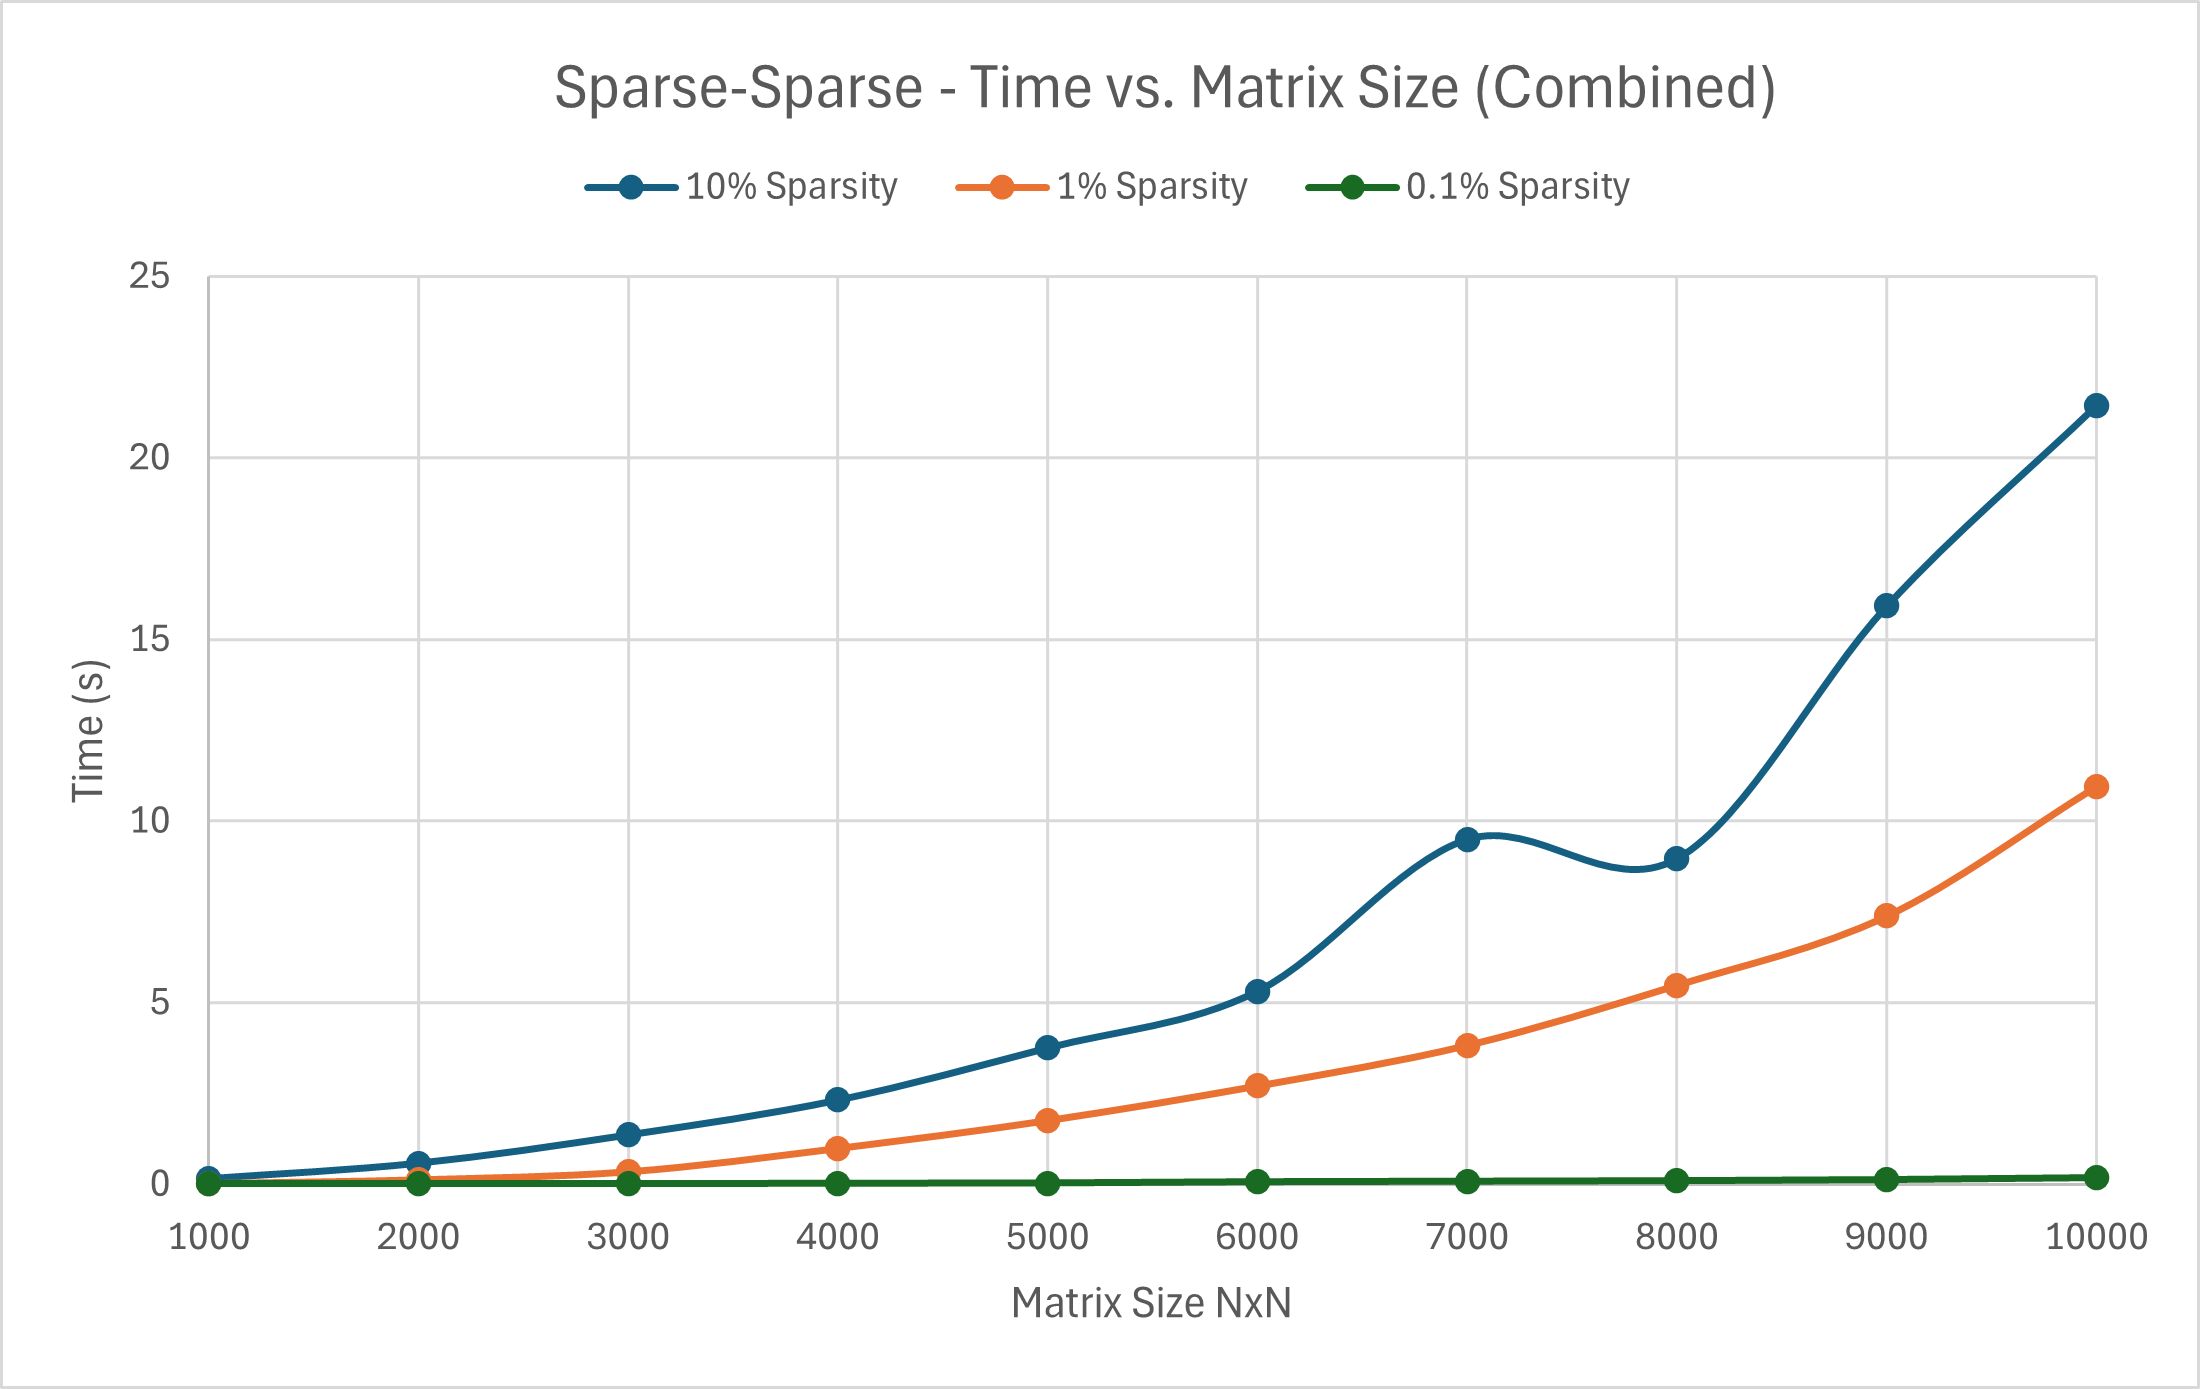 Sparse-Sparse - Time vs. Matrix Size (Combined)
10% Sparsity 1% Sparsity 0.1% Sparsity
25
20
15
10
5
0
Time (s)
1000 2000 3000 4000 5000 6000 7000 8000 9000 10000
Matrix Size NxN